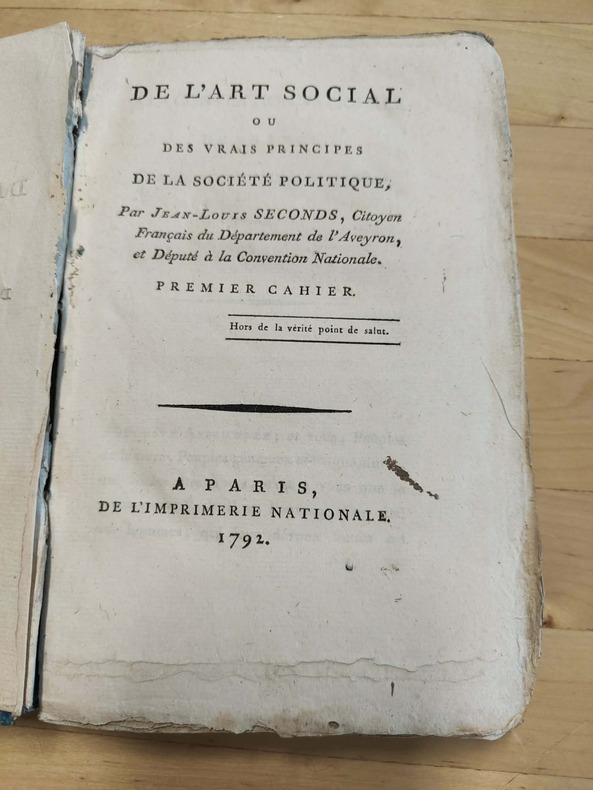 DE L'ART SOCIAL
OU
DES VRAIS PRINCIPES
DE LA SOCIÉTÉ POLITIQUE,
Par JEAN-LOUIS SECONDS, Citoyen
Français du Département de l'Aveyron,
et Député à la Convention Nationale.
PREMIER CAHIER.
Hors de la vérité point de salut.
A PARIS,
DE L'IMPRIMERIE NATIONALE.
1792.